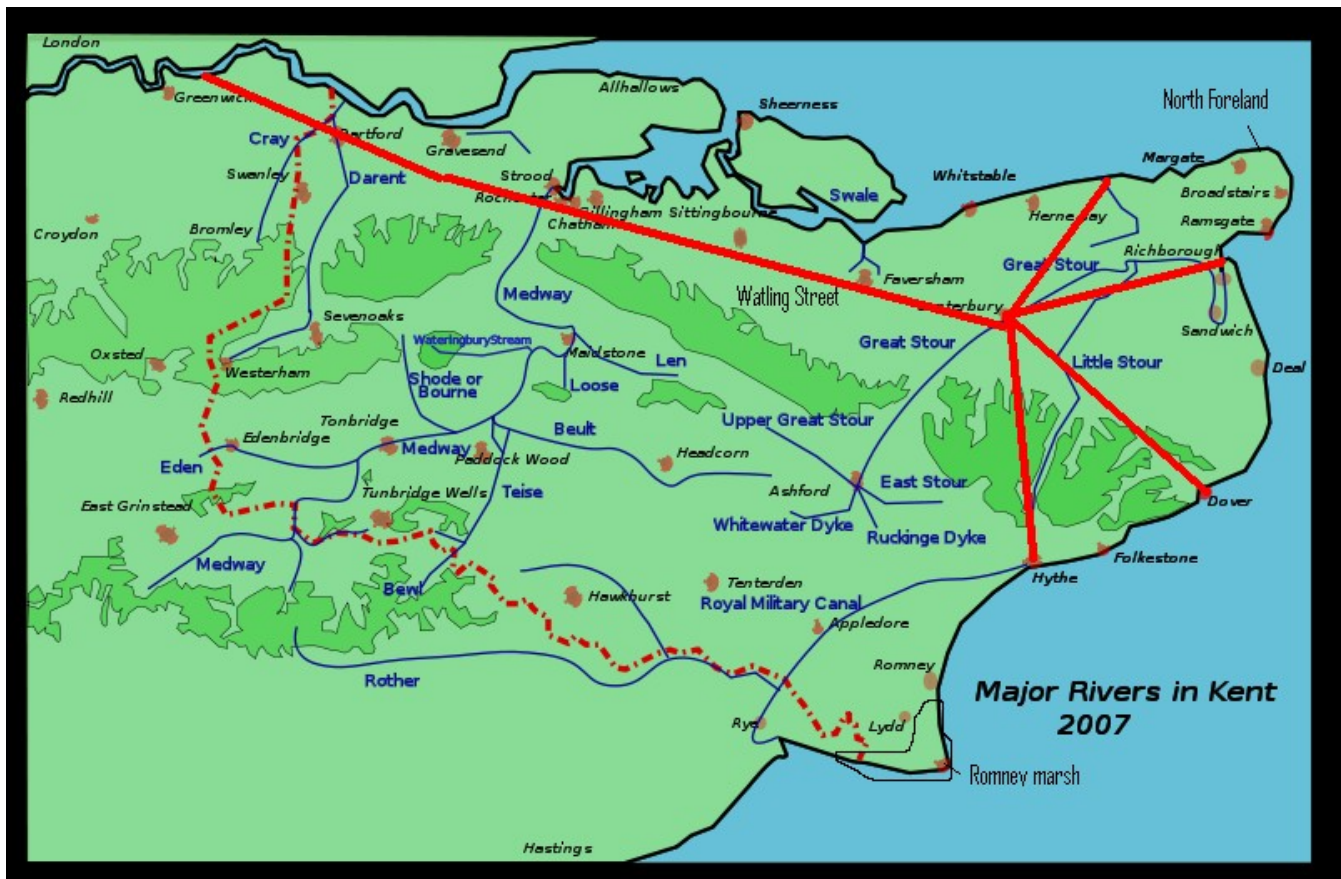 London
Allhallows
Sheerness
North Foreland
Greenwich
Cray
Dartford
Gravesend
Margate
Swanley
Darent
Strood
Rochester
Gillingham
Sittingbourne
Swale
Whitstable
Broadstairs
Chatham
Herne Bay
Ramsgate
Croydon
Bromley
Great Stour
Richborough
Faversham
Medway
Watling Street
Canterbury
Sevenoaks
Sandwich
WateringburyStream
Maidstone
Great Stour
Oxsted
Westerham
Len
Little Stour
Deal
Shode or
Bourne
Loose
Redhill
Tonbridge
Upper Great Stour
Edenbridge
Medway
Beult
Eden
Paddock Wood
Headcorn
Tunbridge Wells
Teise
Ashford
East Stour
East Grinstead
Dover
Whitewater Dyke
Ruckinge Dyke
Medway
Folkestone
Hythe
Bewl
Tenterden
Hawkhurst
Royal Military Canal
Appledore
Romney
Rother
Major Rivers in Kent
2007
Rye
Lydd
Romney marsh
Hastings